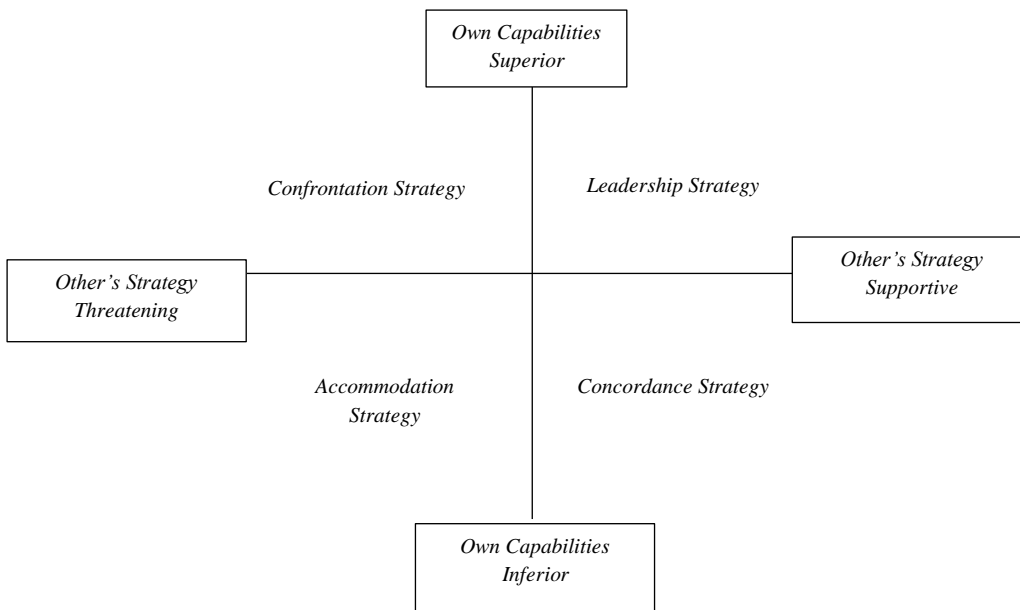 Own Capabilities
Superior
Confrontation Strategy
Leadership Strategy
Other’s Strategy
Threatening
Other’s Strategy
Supportive
Accommodation
Strategy
Concordance Strategy
Own Capabilities
Inferior